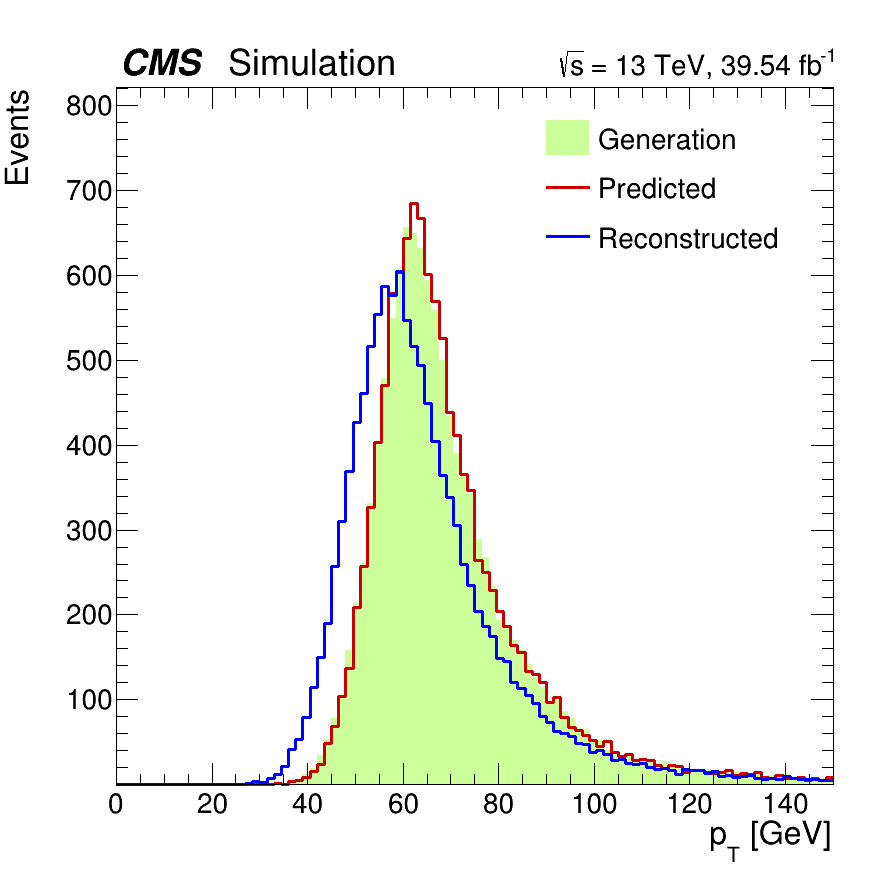 CMS Simulation √s = 13 TeV, 39.54 fb⁻¹
Events
800
700
600
500
400
300
200
100
Generation
Predicted
Reconstructed
0 20 40 60 80 100 120 140
p_T [GeV]